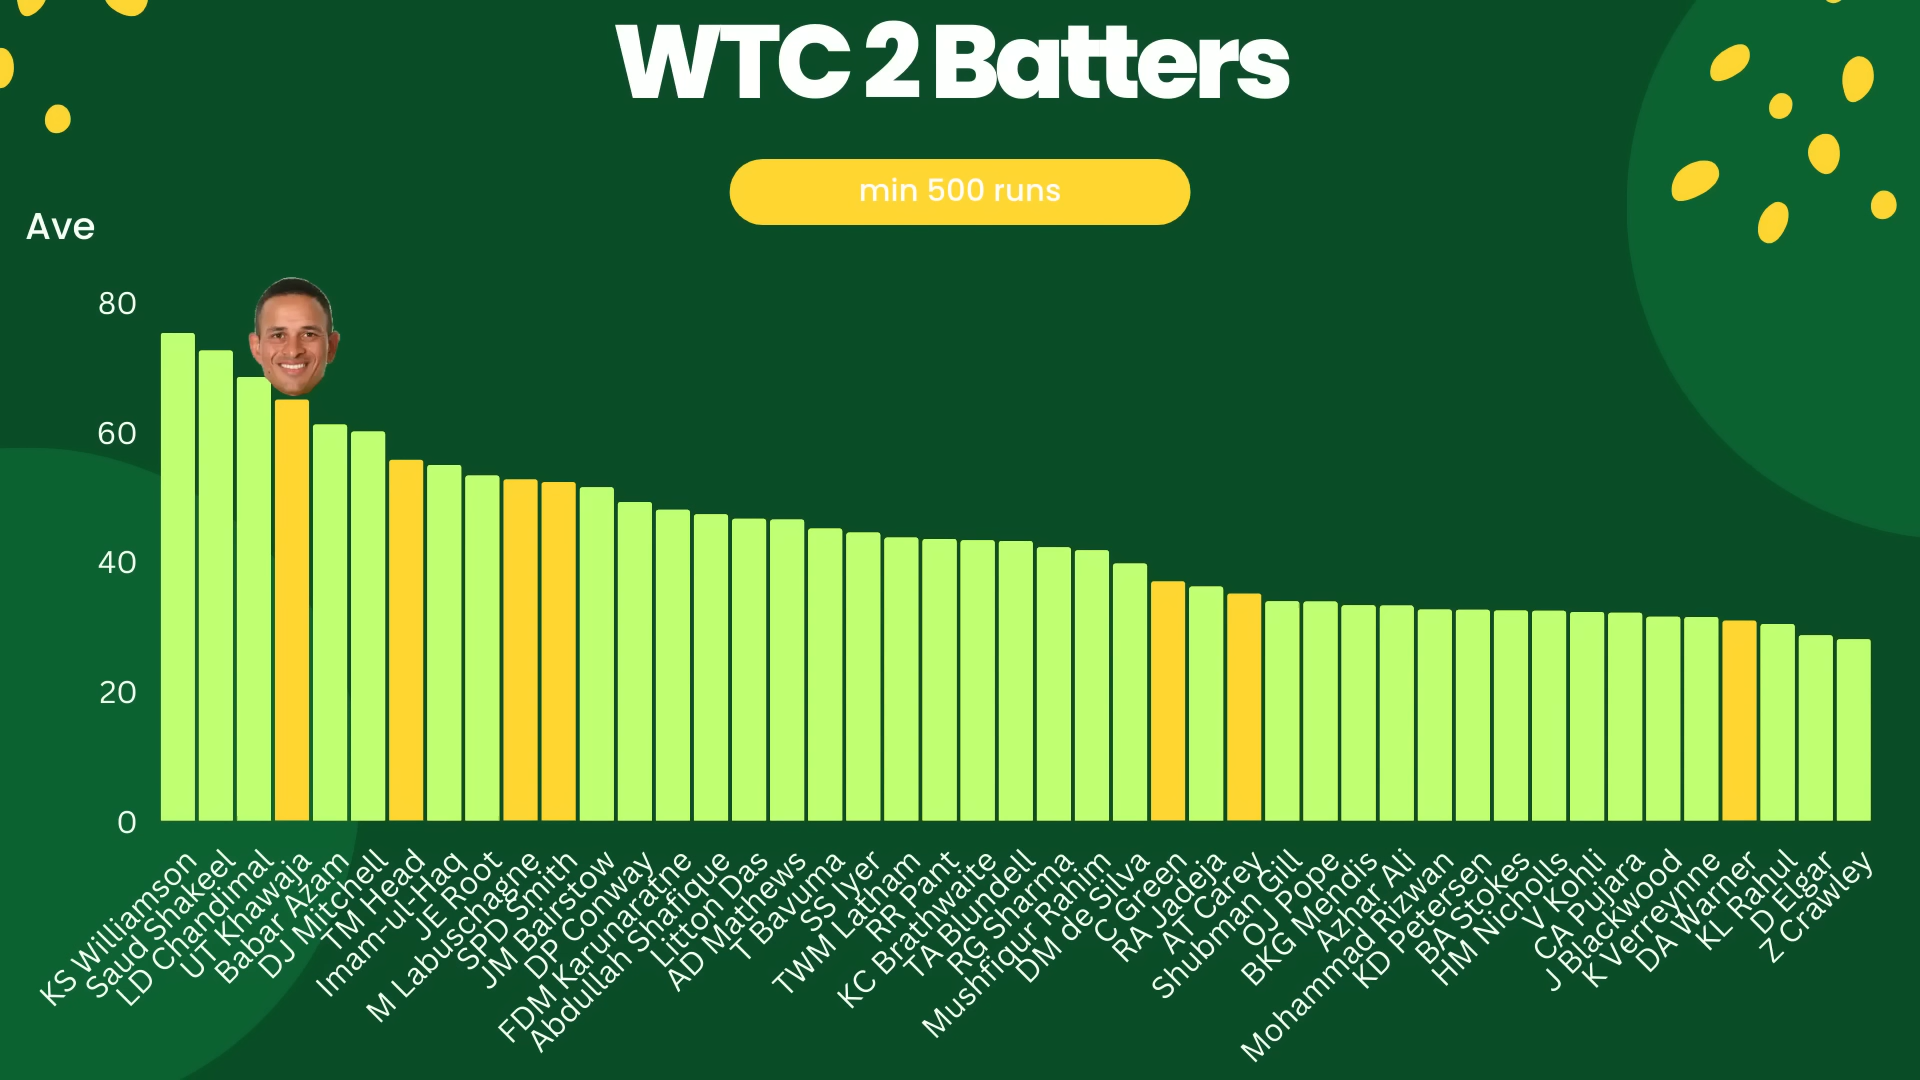 WTC 2 Batters
min 500 runs
Ave
80
60
40
20
0
KS Williamson
Saud Shakeel
LD Chandimal
UT Khawaja
Babar Azam
DJ Mitchell
TM Head
Imam-ul-Haq
JE Root
M Labuschagne
SPD Smith
JM Bairstow
DP Conway
FDM Karunaratne
Abdullah Shafique
Litton Das
AD Mathews
T Bavuma
SS Iyer
TWM Latham
RR Pant
KC Brathwaite
TA Blundell
RG Sharma
Mushfiqur Rahim
DM de Silva
C Green
RA Jadeja
AT Carey
Shubman Gill
OJ Pope
BKG Mendis
Azhar Ali
Mohammad Rizwan
KD Petersen
BA Stokes
HM Nicholls
V Kohli
CA Pujara
J Blackwood
K Verreynne
DA Warner
KL Rahul
D Elgar
Z Crawley